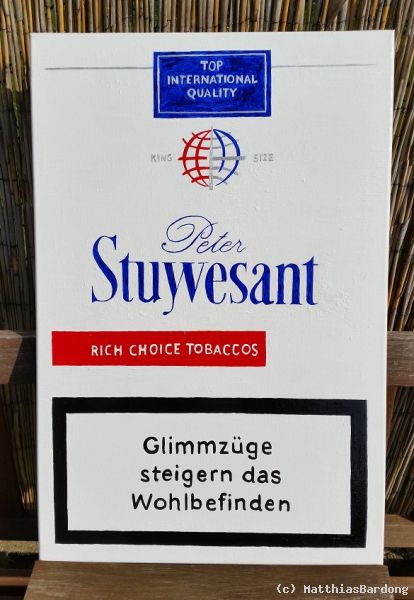 TOP
INTERNATIONAL
QUALITY
KING SIZE
Peter
Stuyvesant
RICH CHOICE TOBACCOS
Glimmzüge
steigern das
Wohlbefinden
(c) MatthiasBardong